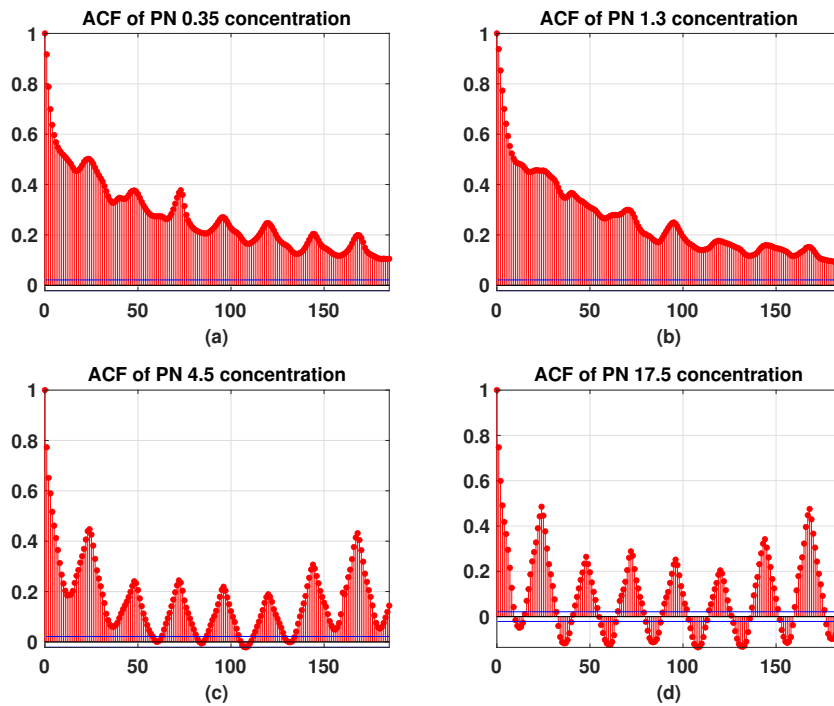 ACF of PN 0.35 concentration
1
0.8
0.6
0.4
0.2
0
0 50 100 150
(a)
ACF of PN 1.3 concentration
1
0.8
0.6
0.4
0.2
0
0 50 100 150
(b)
ACF of PN 4.5 concentration
1
0.8
0.6
0.4
0.2
0
0 50 100 150
(c)
ACF of PN 17.5 concentration
1
0.8
0.6
0.4
0.2
0
0 50 100 150
(d)